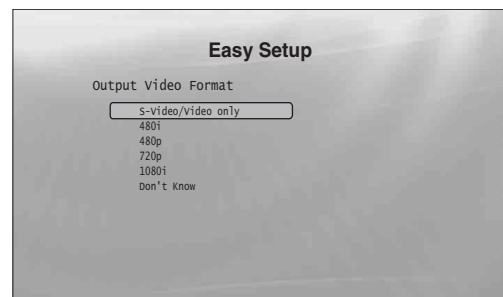 Easy Setup
Output Video Format
S-Video/Video only
480i
480p
720p
1080i
Don't Know